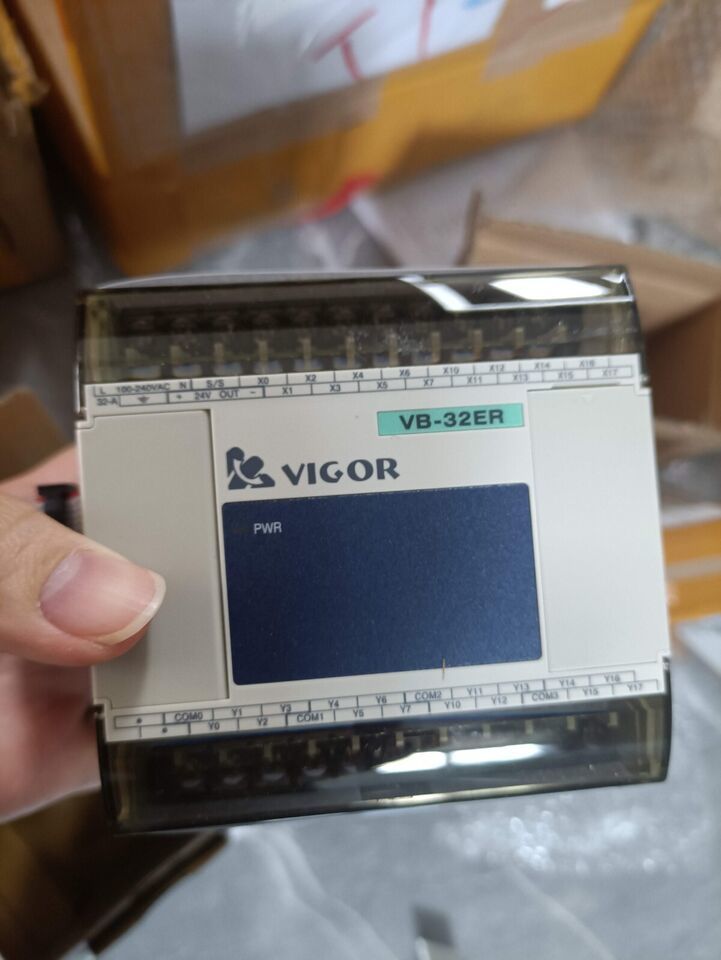 L 100-240VAC N S/S X0 X2 X4 X6 X10 X12 X14 X16
32-A + 24V OUT - X1 X3 X5 X7 X11 X13 X15 X17
VB-32ER
VIGOR
PWR
• COM0 Y1 Y3 Y4 Y6 COM2 Y11 Y13 Y14 Y16
• Y0 Y2 COM1 Y5 Y7 Y10 Y12 COM3 Y15 Y17